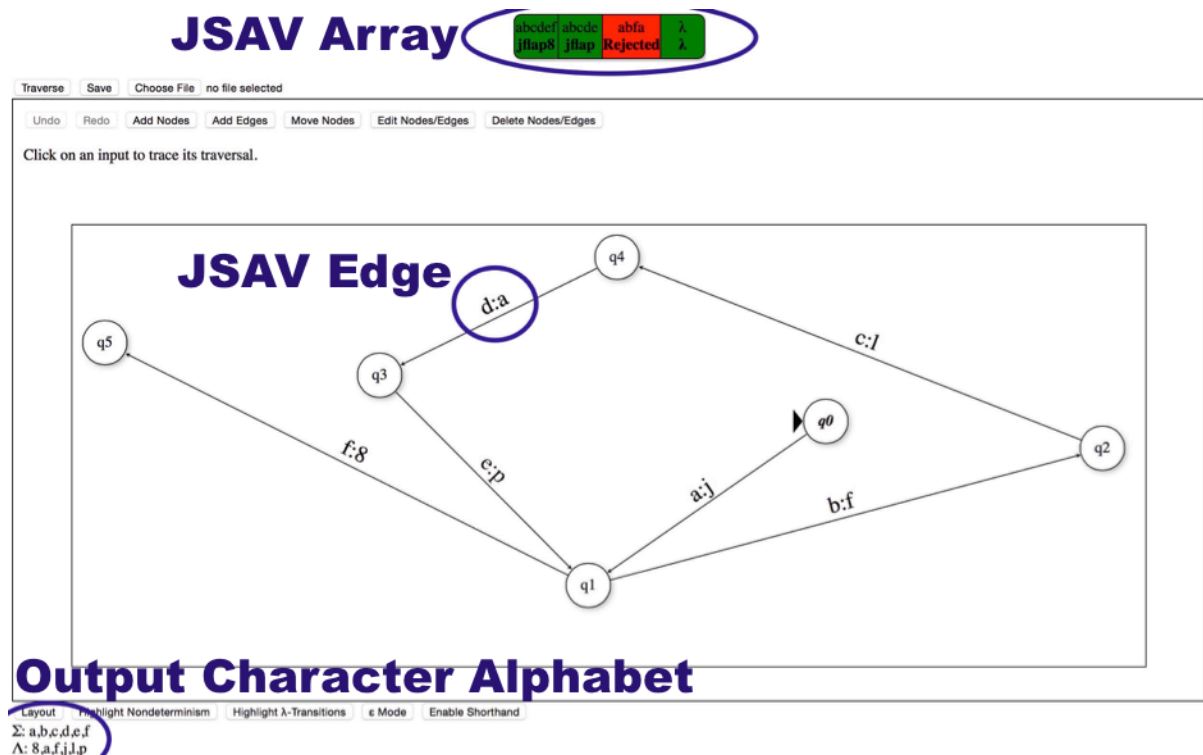 JSAV Array
abcdef abcde abfa λ
jflap8 jflap Rejected λ
Traverse Save Choose File no file selected
Undo Redo Add Nodes Add Edges Move Nodes Edit Nodes/Edges Delete Nodes/Edges
Click on an input to trace its traversal.
JSAV Edge
q4
d:a
c:l
q5
q3
q0
q2
f:8
e:p
a:j
b:f
q1
Output Character Alphabet
Layout Highlight Nondeterminism Highlight λ-Transitions ε Mode Enable Shorthand
Σ: a,b,c,d,e,f
Λ: 8,a,f,j,l,p